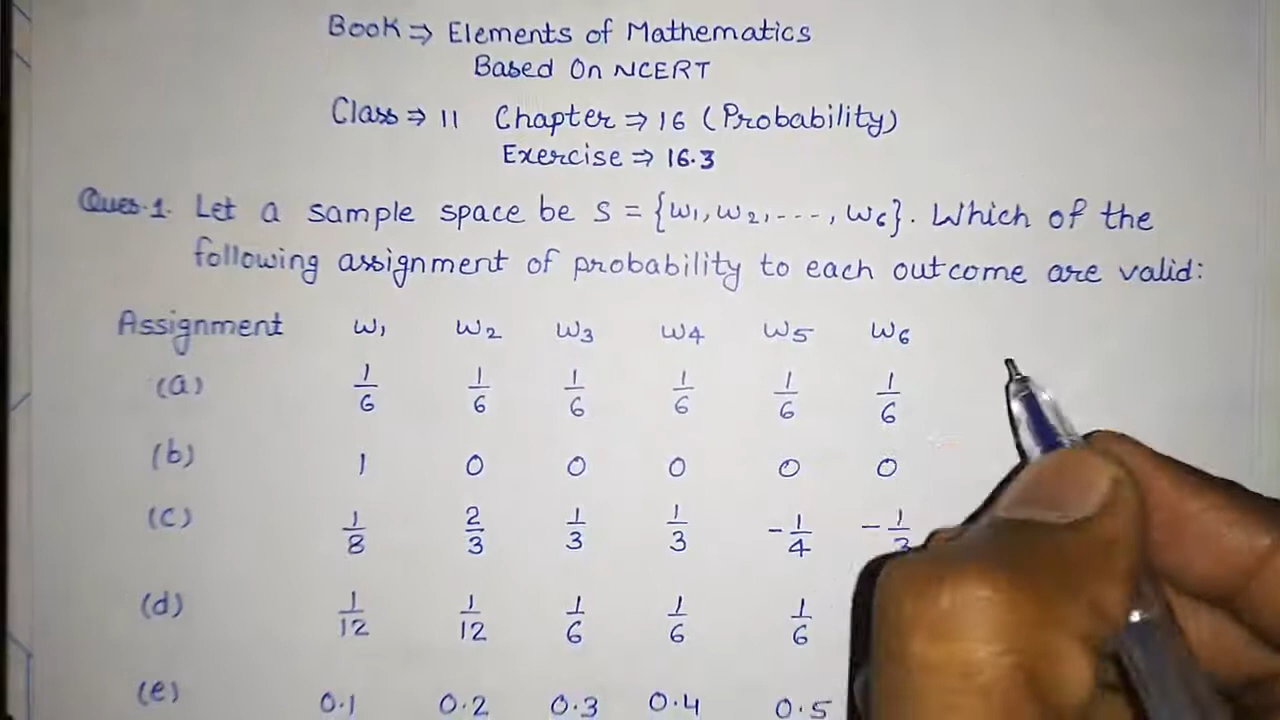 Book ⇒ Elements of Mathematics
Based On NCERT
Class ⇒ 11 Chapter ⇒ 16 (Probability)
Exercise ⇒ 16.3
Ques.1. Let a sample space be S = {ω₁, ω₂, ---, ω₆}. Which of the
following assignment of probability to each outcome are valid:
Assignment ω₁ ω₂ ω₃ ω₄ ω₅ ω₆
(a) 1/6 1/6 1/6 1/6 1/6 1/6
(b) 1 0 0 0 0 0
(c) 1/8 2/3 1/3 1/3 -1/4 -1/3
(d) 1/12 1/12 1/6 1/6 1/6
(e) 0.1 0.2 0.3 0.4 0.5